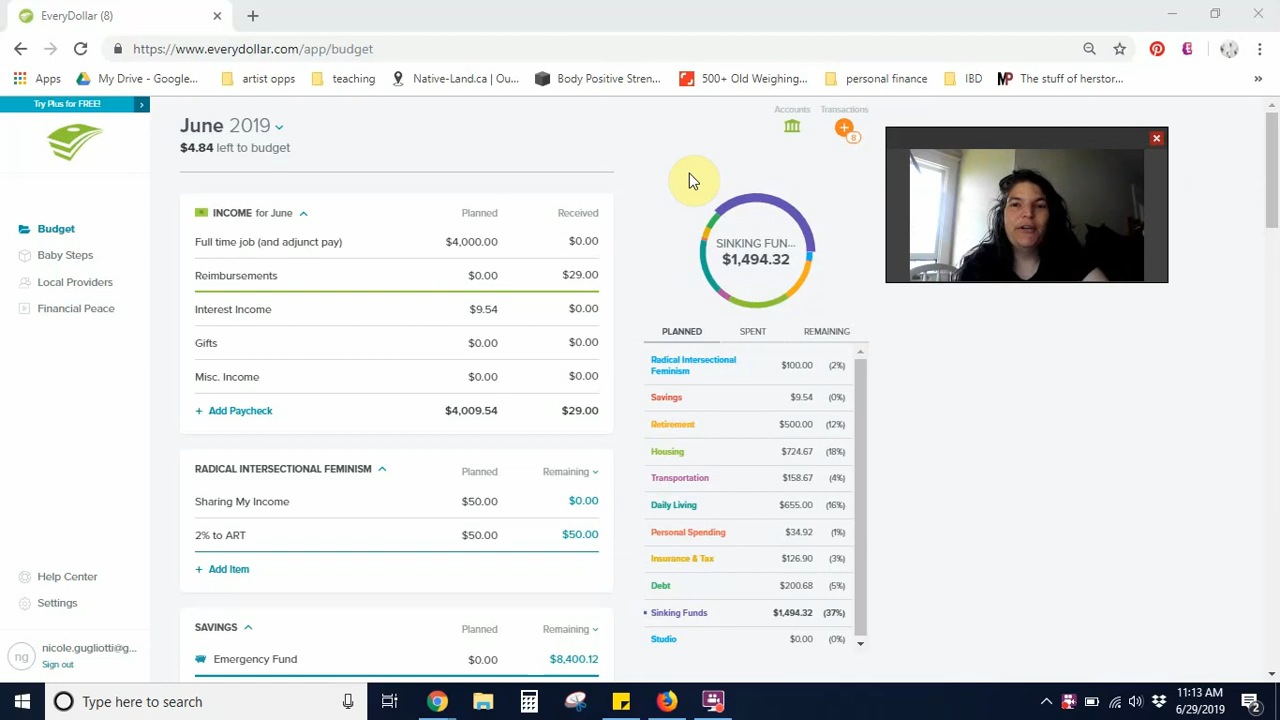 EveryDollar (8)
https://www.everydollar.com/app/budget
Apps
My Drive - Google...
artist opps
teaching
Native-Land.ca | Ou...
Body Positive Stren...
500+ Old Weighing...
personal finance
IBD
The stuff of herstor...
»
Try Plus for FREE!
Budget
Baby Steps
Local Providers
Financial Peace
Help Center
Settings
ng
nicole.gugliotti@g...
Sign out
June 2019
$4.84 left to budget
INCOME for June Planned Received
Full time job (and adjunct pay) $4,000.00 $0.00
Reimbursements $0.00 $29.00
Interest Income $9.54 $0.00
Gifts $0.00 $0.00
Misc. Income $0.00 $0.00
+ Add Paycheck $4,009.54 $29.00
RADICAL INTERSECTIONAL FEMINISM Planned Remaining
Sharing My Income $50.00 $0.00
2% to ART $50.00 $50.00
+ Add Item
SAVINGS Planned Remaining
Emergency Fund $0.00 $8,400.12
Accounts Transactions
8
SINKING FUN...
$1,494.32
PLANNED SPENT REMAINING
Radical Intersectional
Feminism $100.00 (2%)
Savings $9.54 (0%)
Retirement $500.00 (12%)
Housing $724.67 (18%)
Transportation $158.67 (4%)
Daily Living $655.00 (16%)
Personal Spending $34.92 (1%)
Insurance & Tax $126.90 (3%)
Debt $200.68 (5%)
Sinking Funds $1,494.32 (37%)
Studio $0.00 (0%)
Type here to search
11:13 AM
6/29/2019
2